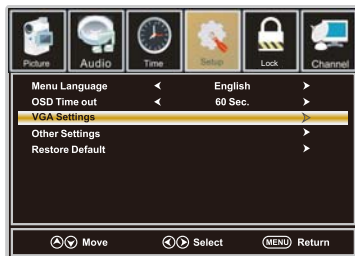 Picture Audio Time Setup Lock Channel
Menu Language English
OSD Time out 60 Sec.
VGA Settings
Other Settings
Restore Default
Move Select MENU Return